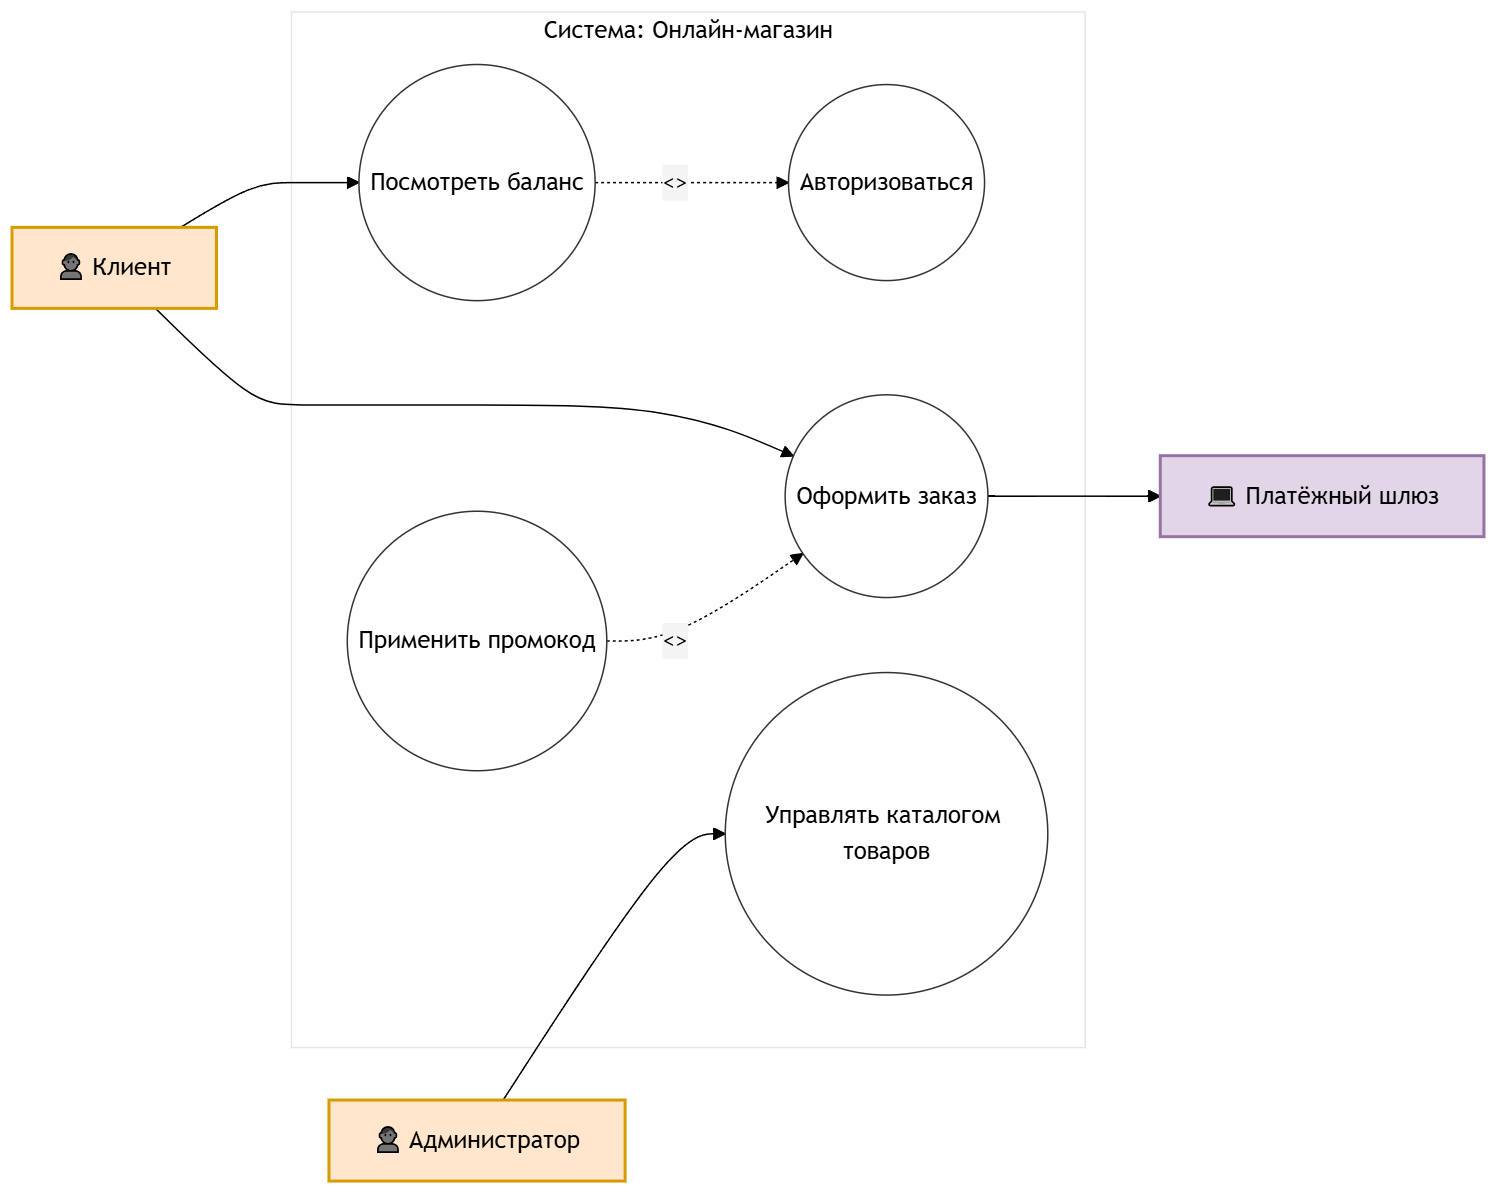 Система: Онлайн-магазин
Посмотреть баланс
<>
Авторизоваться
Клиент
Оформить заказ
Платёжный шлюз
Применить промокод
<>
Управлять каталогом
товаров
Администратор